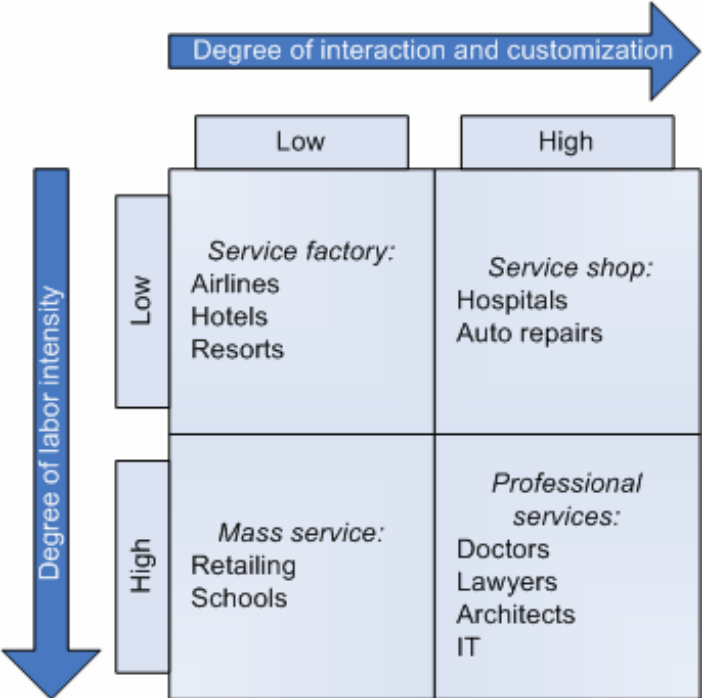 Degree of interaction and customization
Low
High
Degree of labor intensity
Low
Service factory:
Airlines
Hotels
Resorts
Service shop:
Hospitals
Auto repairs
High
Mass service:
Retailing
Schools
Professional
services:
Doctors
Lawyers
Architects
IT